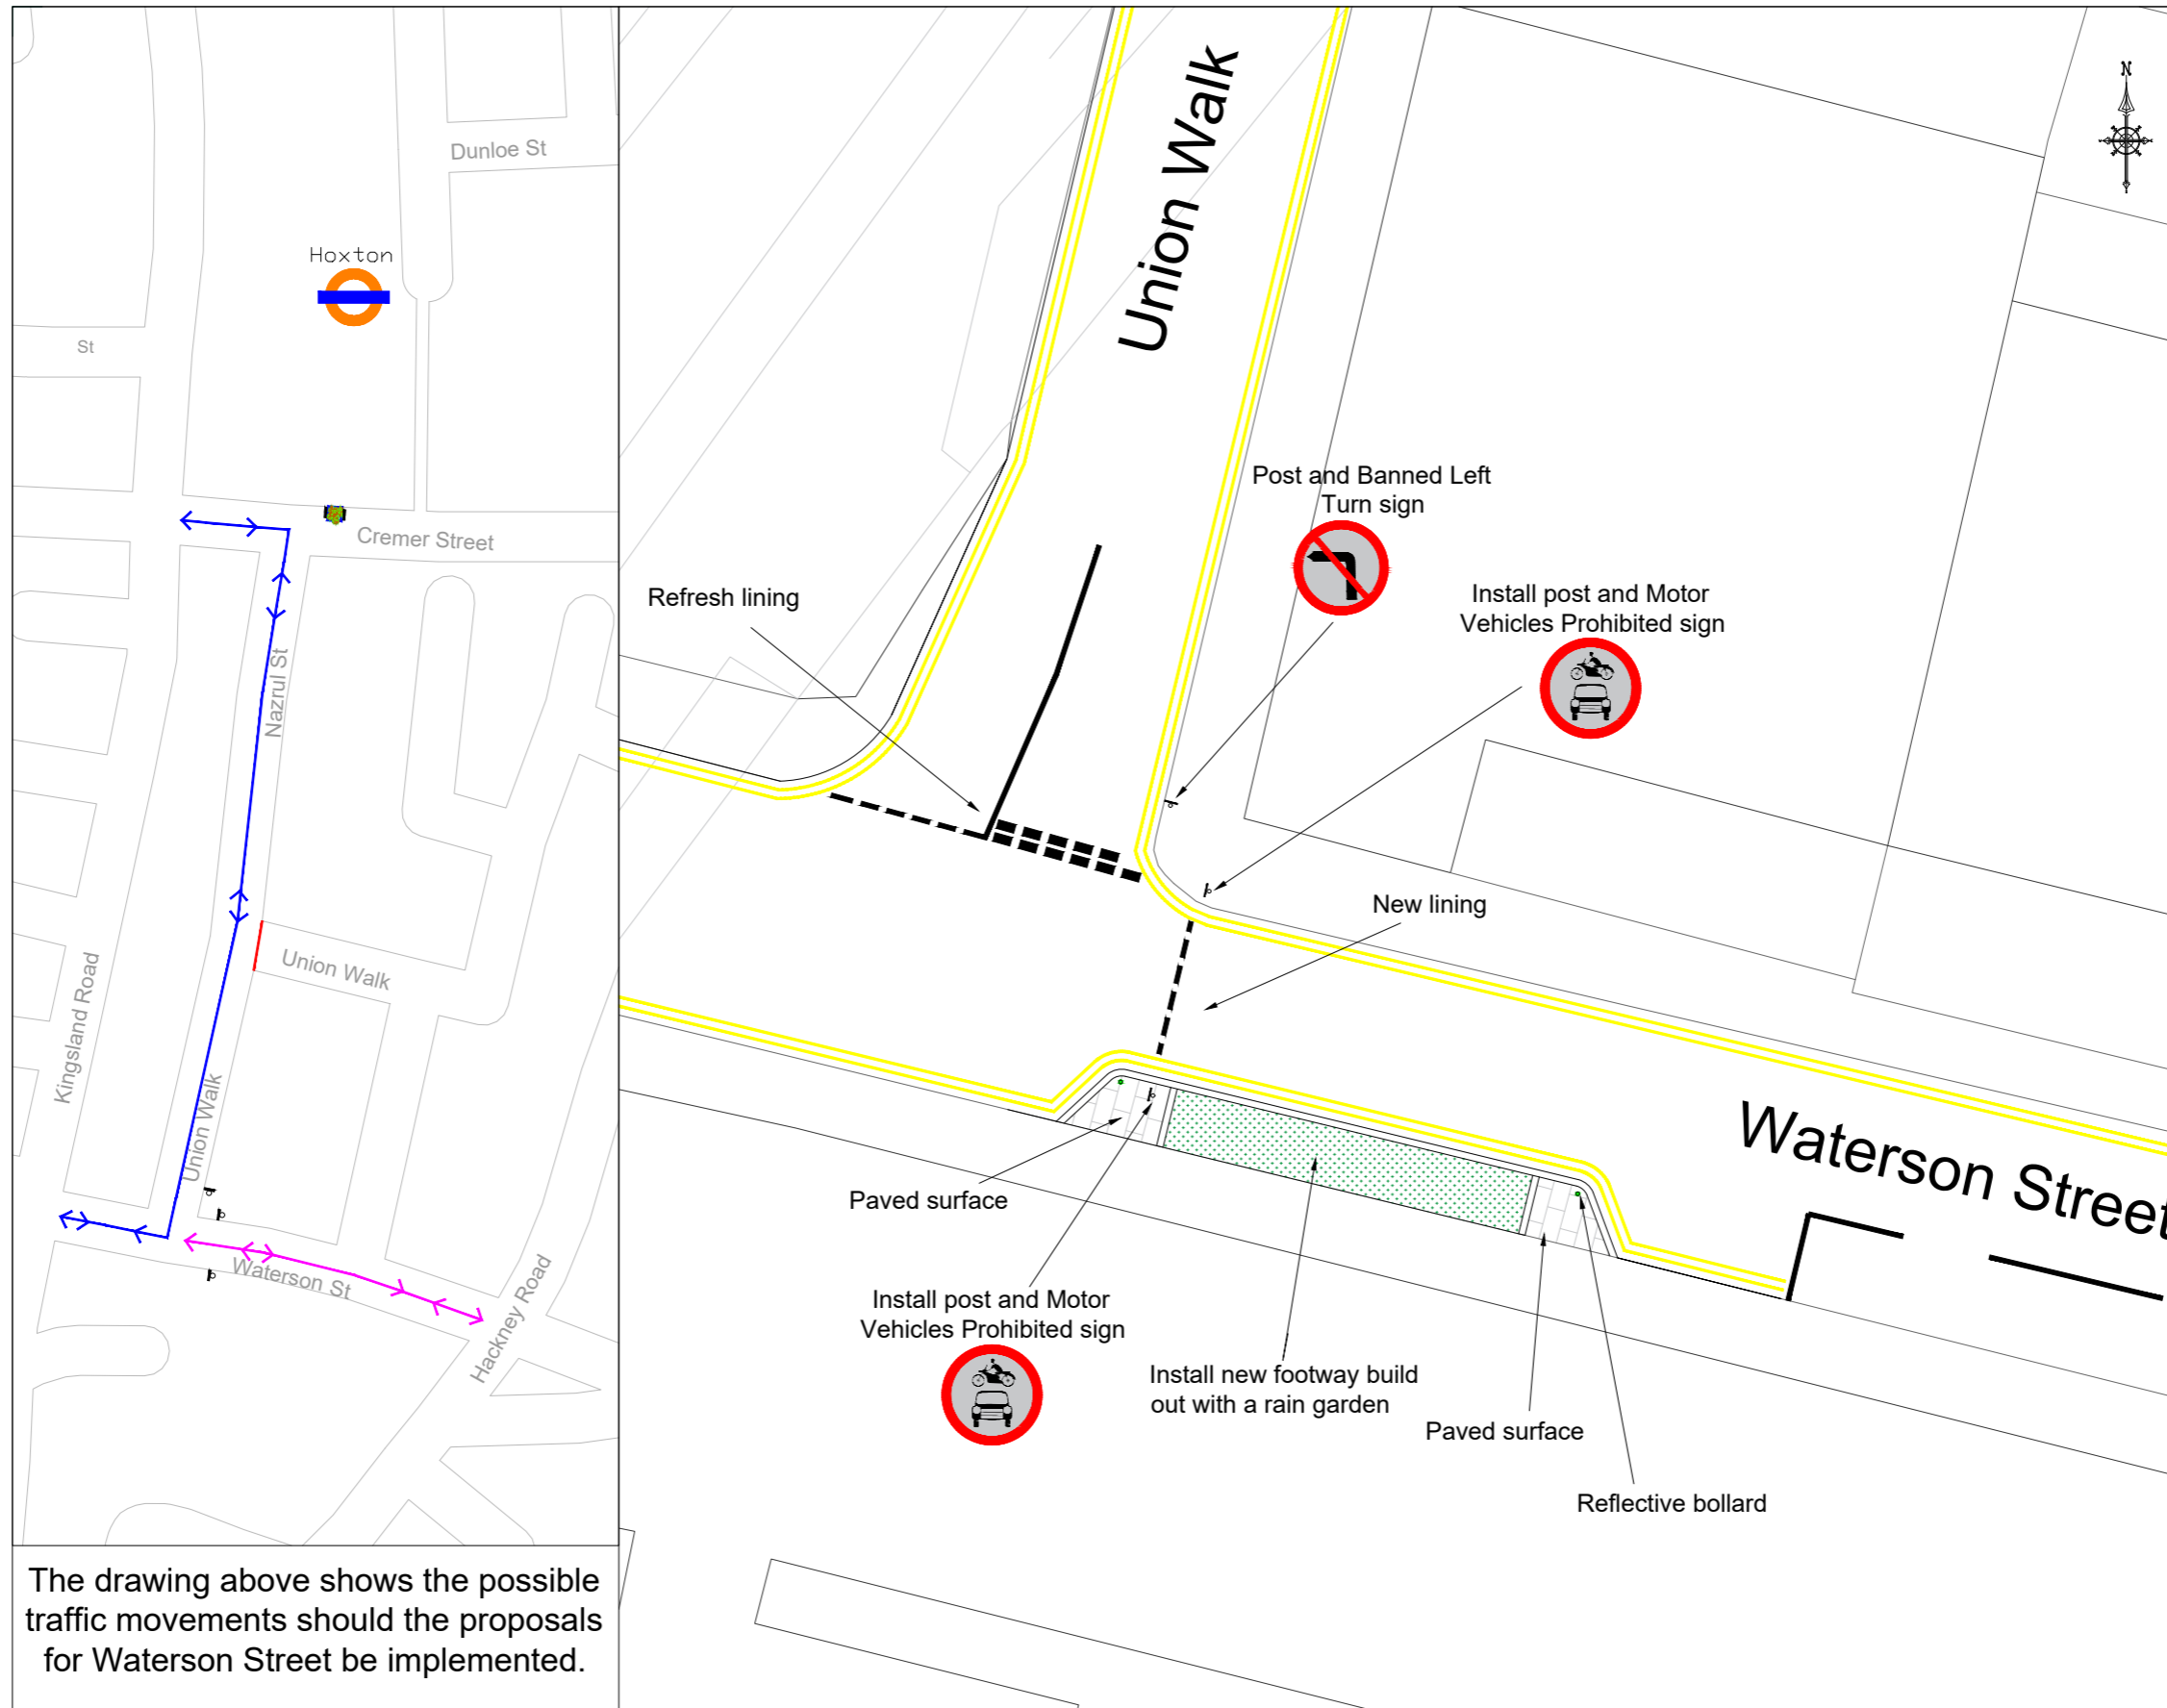 Dunloe St
Hoxton
St
Cremer Street
Nazrul St
Union Walk
Kingsland Road
Union Walk
Waterson St
Hackney Road
The drawing above shows the possible
traffic movements should the proposals
for Waterson Street be implemented.
N
Union Walk
Post and Banned Left
Turn sign
Refresh lining
Install post and Motor
Vehicles Prohibited sign
New lining
Waterson Street
Paved surface
Install post and Motor
Vehicles Prohibited sign
Install new footway build
out with a rain garden
Paved surface
Reflective bollard